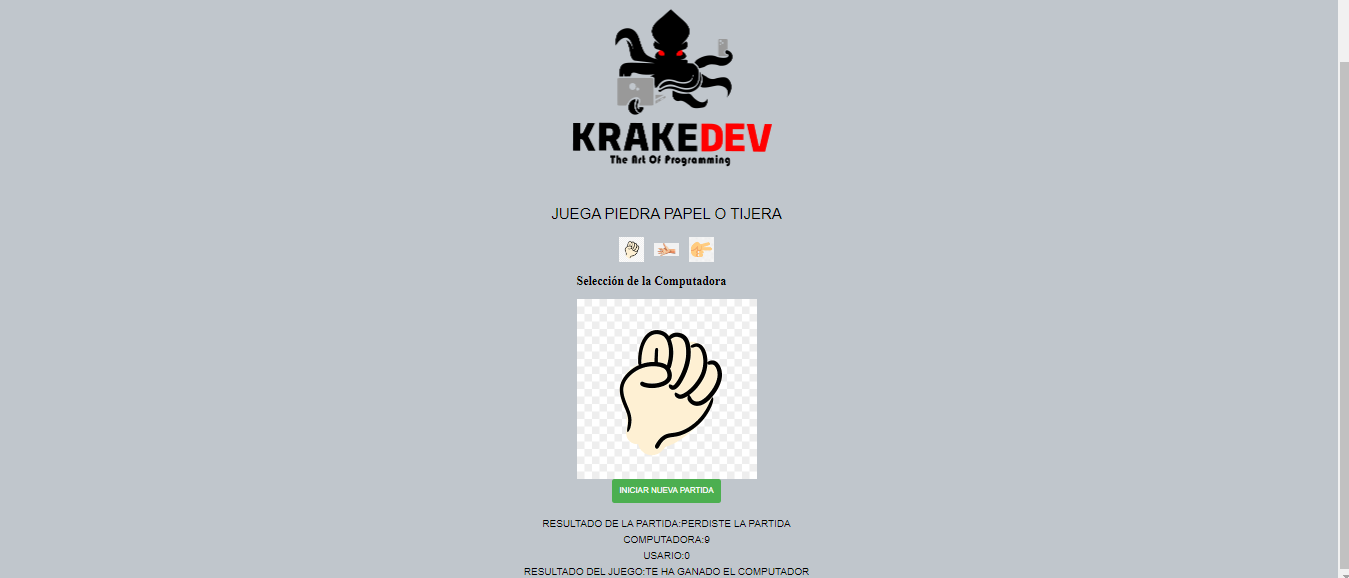 KRAKEDEV
The Art Of Programming
JUEGA PIEDRA PAPEL O TIJERA
Selección de la Computadora
INICIAR NUEVA PARTIDA
RESULTADO DE LA PARTIDA:PERDISTE LA PARTIDA
COMPUTADORA:9
USARIO:0
RESULTADO DEL JUEGO:TE HA GANADO EL COMPUTADOR